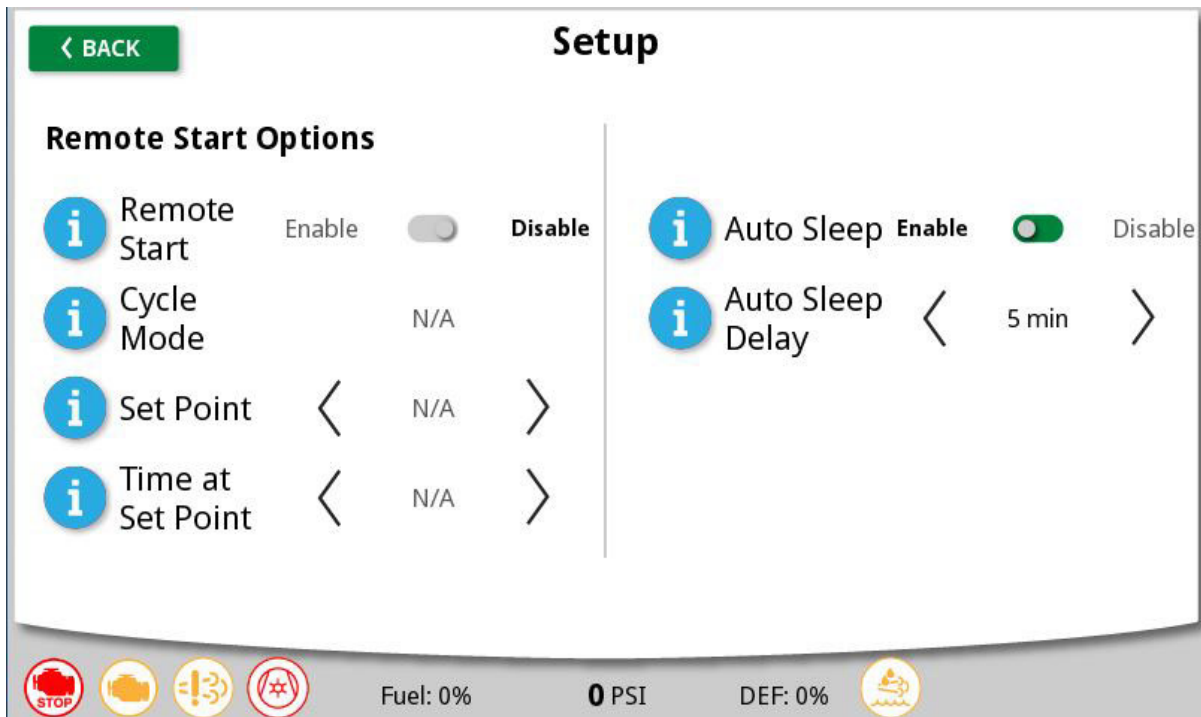 BACK
Setup
Remote Start Options
i
Remote
Start
Enable
Disable
i
Cycle
Mode
N/A
i
Set Point
N/A
i
Time at
Set Point
N/A
i
Auto Sleep
Enable
Disable
i
Auto Sleep
Delay
5 min
STOP
Fuel: 0%
0 PSI
DEF: 0%